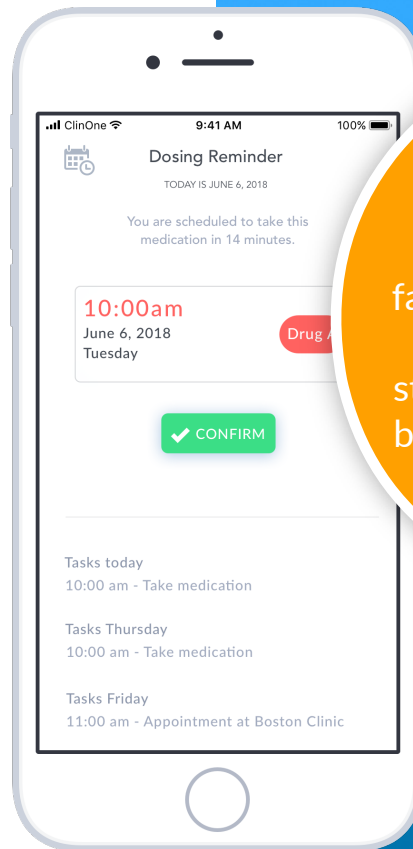 ClinOne 9:41 AM 100%
Dosing Reminder
TODAY IS JUNE 6, 2018
You are scheduled to take this
medication in 14 minutes.
10:00am
June 6, 2018
Tuesday
Drug
CONFIRM
Tasks today
10:00 am - Take medication
Tasks Thursday
10:00 am - Take medication
Tasks Friday
11:00 am - Appointment at Boston Clinic